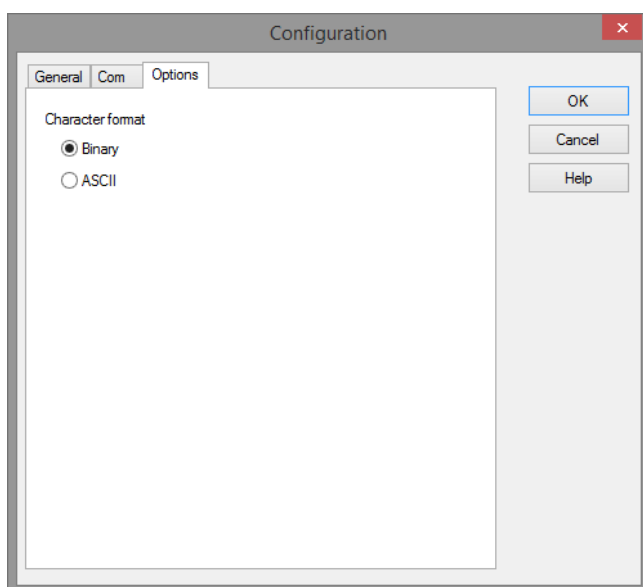 Configuration
General Com Options
OK
Character format
Cancel
Binary
ASCII
Help